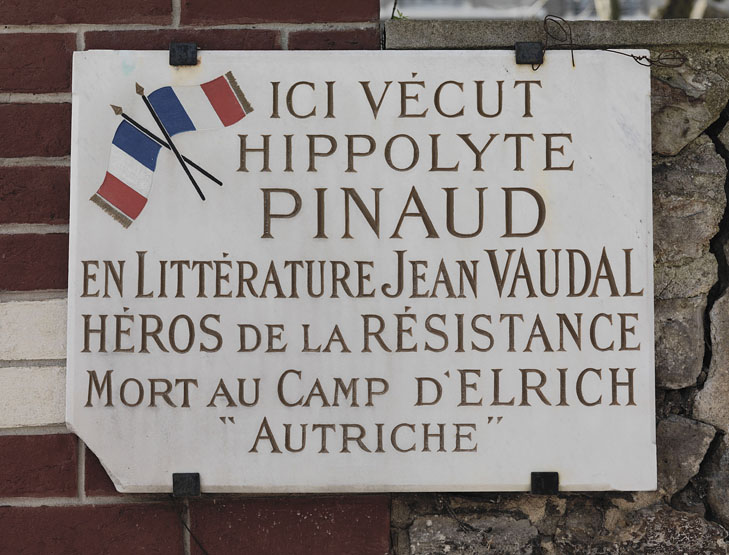 ICI VÉCUT
HIPPOLYTE
PINAUD
EN LITTÉRATURE JEAN VAUDAL
HÉROS DE LA RÉSISTANCE
MORT AU CAMP D'ELRICH
"AUTRICHE"